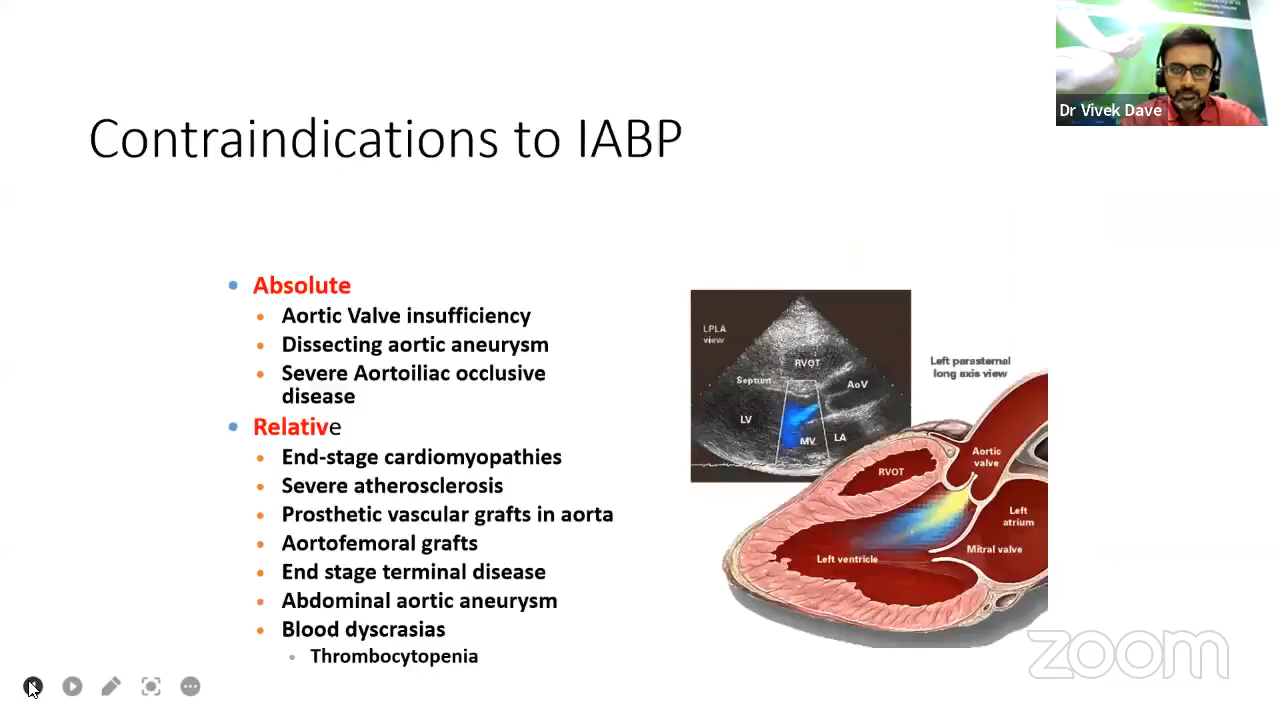 Dr Vivek Dave
Contraindications to IABP
Absolute
Aortic Valve insufficiency
Dissecting aortic aneurysm
Severe Aortoiliac occlusive
disease
Relative
End-stage cardiomyopathies
Severe atherosclerosis
Prosthetic vascular grafts in aorta
Aortofemoral grafts
End stage terminal disease
Abdominal aortic aneurysm
Blood dyscrasias
Thrombocytopenia
LPLA
view
RVOT
Septum
AoV
LV
MV
LA
Left parasternal
long axis view
RVOT
Aortic
valve
Left
atrium
Mitral valve
Left ventricle
zoom